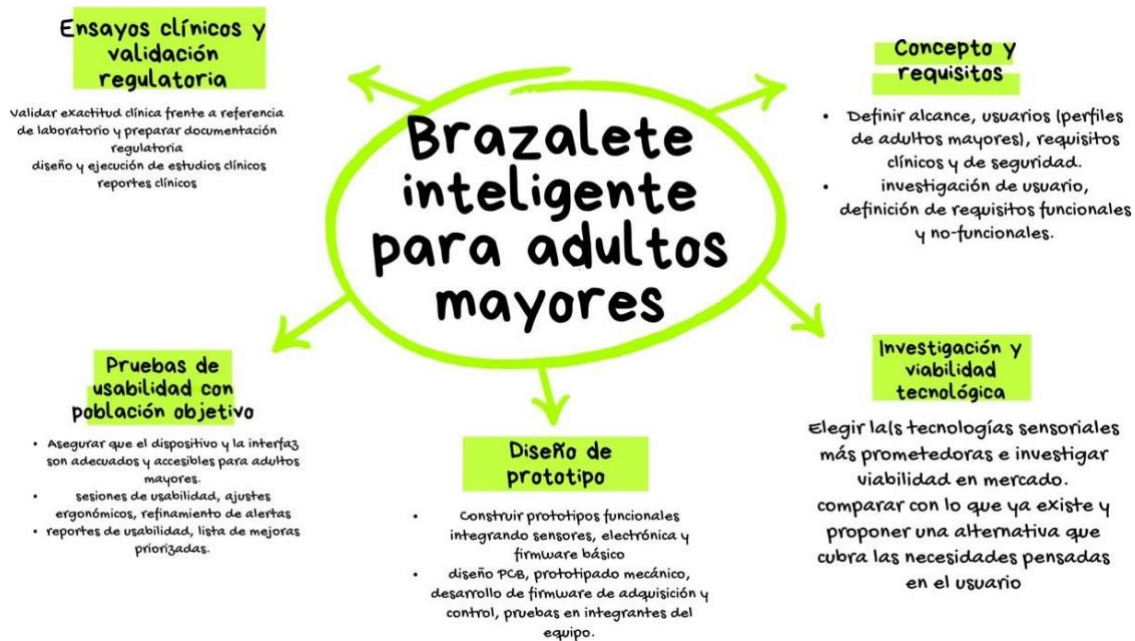 Brazalete
inteligente
para adultos
mayores
Concepto y
requisitos
• Definir alcance, usuarios (perfiles
de adultos mayores), requisitos
clínicos y de seguridad.
• investigación de usuario,
definición de requisitos funcionales
y no-funcionales.
Investigación y
viabilidad
tecnológica
Elegir la(s tecnologías sensoriales
más prometedoras e investigar
viabilidad en mercado.
comparar con lo que ya existe y
proponer una alternativa que
cubra las necesidades pensadas
en el usuario
Diseño de
prototipo
• Construir prototipos funcionales
integrando sensores, electrónica y
firmware básico
• diseño PCB, prototipado mecánico,
desarrollo de firmware de adquisición y
control, pruebas en integrantes del
equipo.
Pruebas de
usabilidad con
población objetivo
• Asegurar que el dispositivo y la interfaz
son adecuados y accesibles para adultos
mayores.
• sesiones de usabilidad, ajustes
ergonómicos, refinamiento de alertas
• reportes de usabilidad, lista de mejoras
priorizadas.
Ensayos clínicos y
validación
regulatoria
Validar exactitud clínica frente a referencia
de laboratorio y preparar documentación
regulatoria
diseño y ejecución de estudios clínicos
reportes clínicos